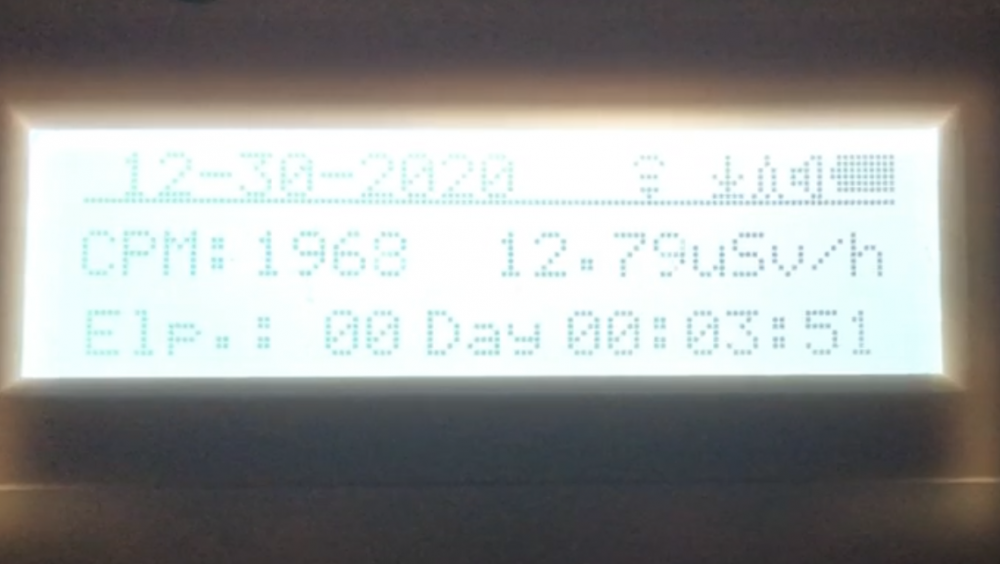 12-30-2020
CPM:1968 12.79uSv/h
Elp.: 00 Day 00:03:51